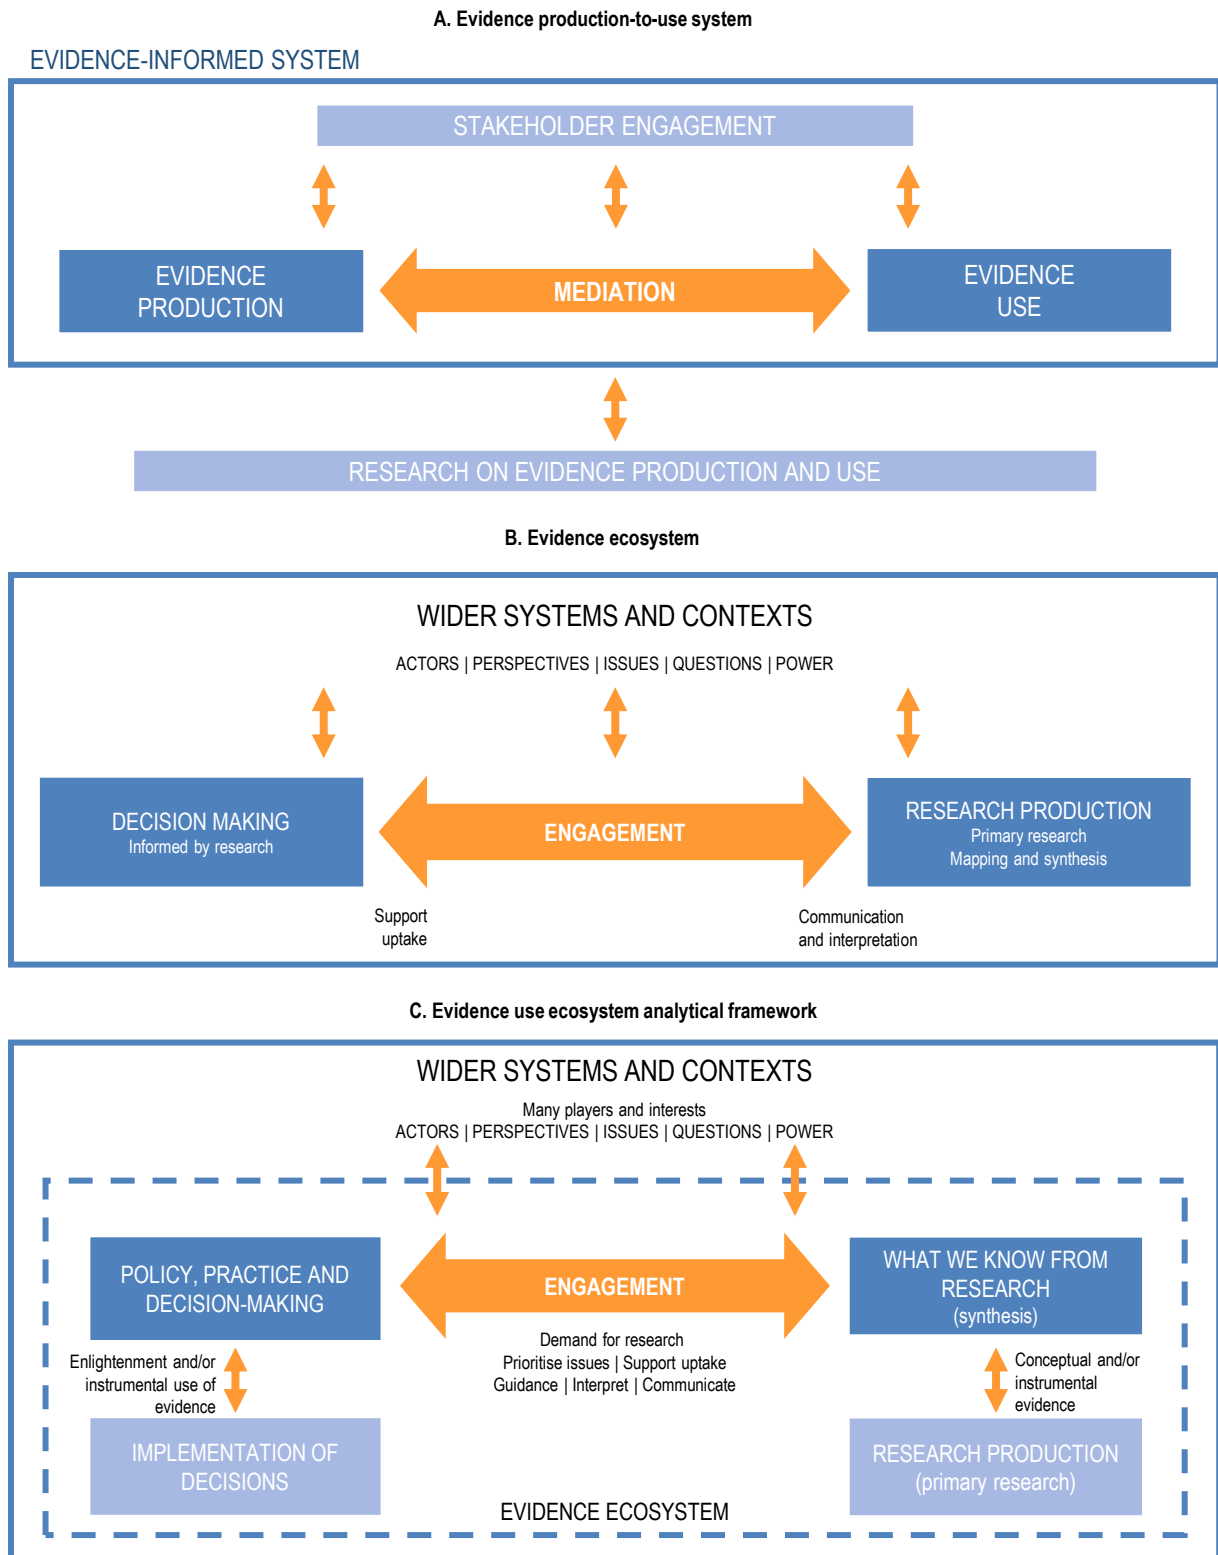 A. Evidence production-to-use system
EVIDENCE-INFORMED SYSTEM
STAKEHOLDER ENGAGEMENT
EVIDENCE
PRODUCTION
MEDIATION
EVIDENCE
USE
RESEARCH ON EVIDENCE PRODUCTION AND USE
B. Evidence ecosystem
WIDER SYSTEMS AND CONTEXTS
ACTORS | PERSPECTIVES | ISSUES | QUESTIONS | POWER
DECISION MAKING
Informed by research
ENGAGEMENT
RESEARCH PRODUCTION
Primary research
Mapping and synthesis
Support
uptake
Communication
and interpretation
C. Evidence use ecosystem analytical framework
WIDER SYSTEMS AND CONTEXTS
Many players and interests
ACTORS | PERSPECTIVES | ISSUES | QUESTIONS | POWER
POLICY, PRACTICE AND
DECISION-MAKING
ENGAGEMENT
WHAT WE KNOW FROM
RESEARCH
(synthesis)
Demand for research
Prioritise issues | Support uptake
Guidance | Interpret | Communicate
Enlightenment and/or
instrumental use of
evidence
Conceptual and/or
instrumental
evidence
IMPLEMENTATION OF
DECISIONS
RESEARCH PRODUCTION
(primary research)
EVIDENCE ECOSYSTEM